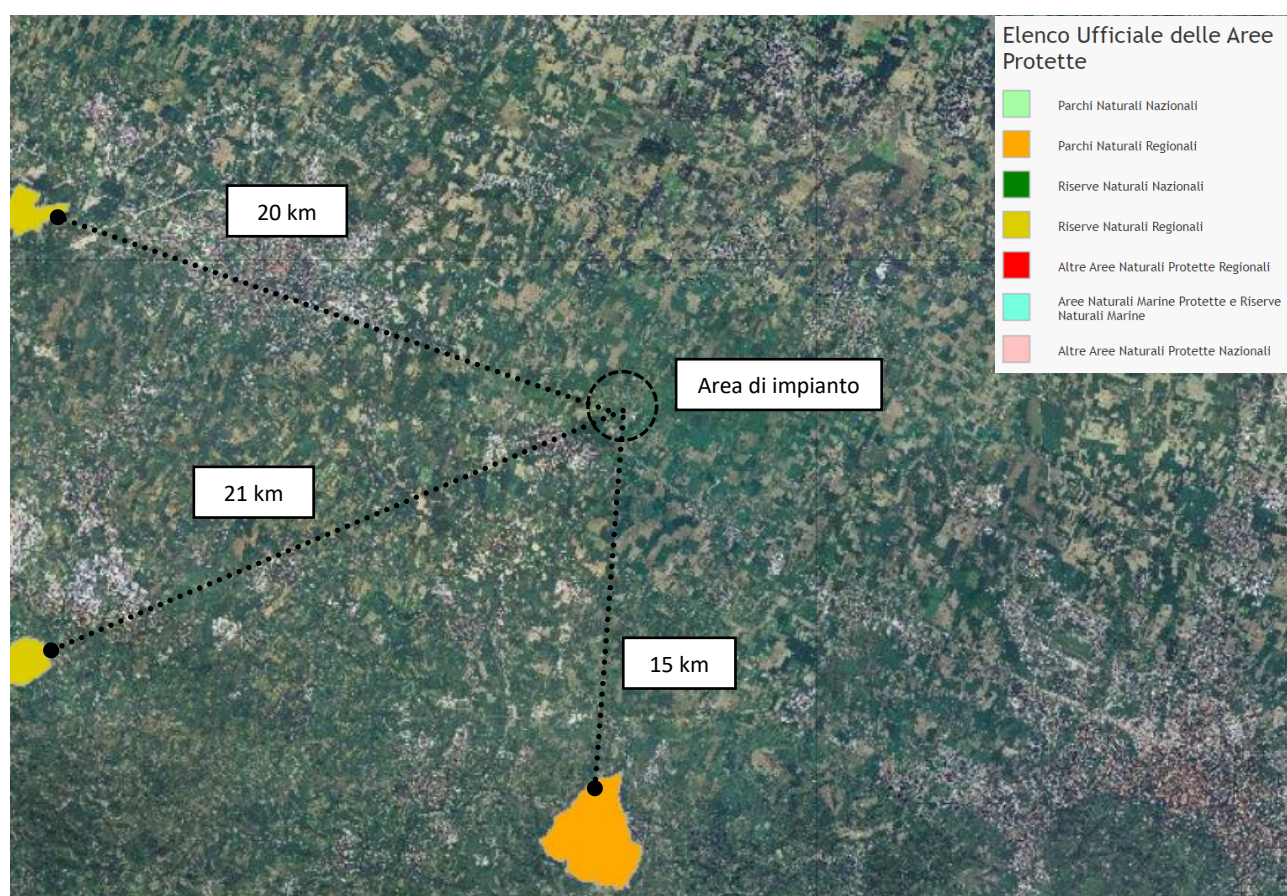 Elenco Ufficiale delle Aree
Protette
Parchi Naturali Nazionali
Parchi Naturali Regionali
Riserve Naturali Nazionali
Riserve Naturali Regionali
Altre Aree Naturali Protette Regionali
Aree Naturali Marine Protette e Riserve
Naturali Marine
Altre Aree Naturali Protette Nazionali
20 km
Area di impianto
21 km
15 km